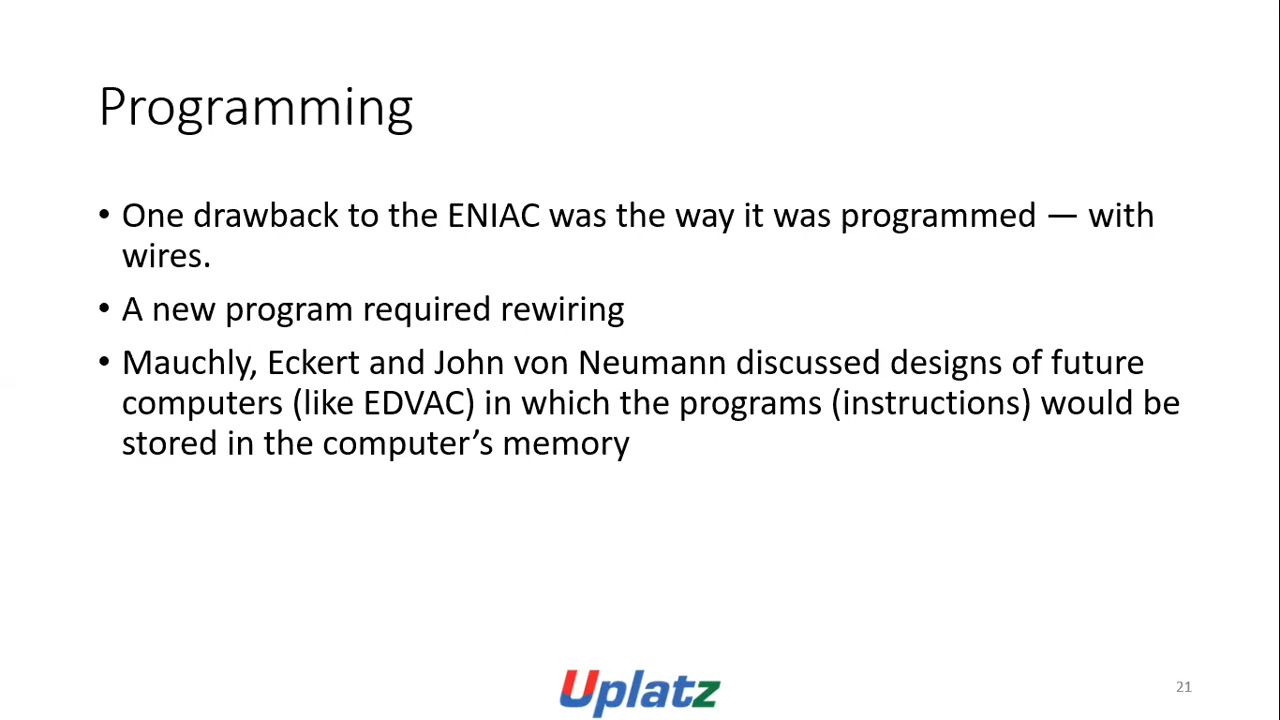 Programming
• One drawback to the ENIAC was the way it was programmed — with
wires.
• A new program required rewiring
• Mauchly, Eckert and John von Neumann discussed designs of future
computers (like EDVAC) in which the programs (instructions) would be
stored in the computer’s memory
Uplatz
21